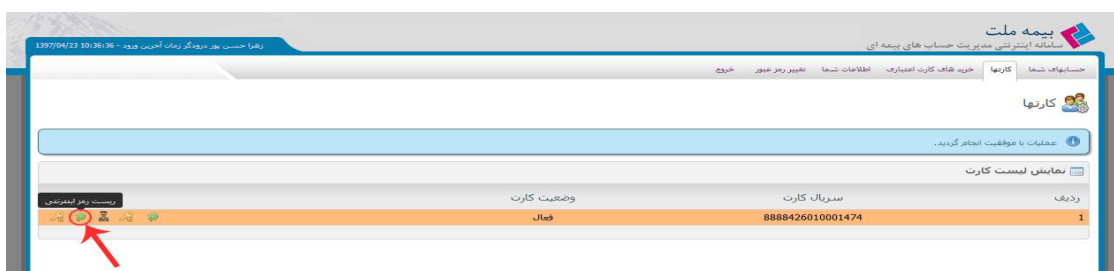 بیمه ملت
سامانه اینترنتی مدیریت حساب های بیمه ای
زهرا حسن پور درودگر زمان آخرین ورود - 10:36:36 1397/04/23
حسابهای شما کارتها خرید های کارت اعتباری اطلاعات شما تغییر رمز عبور خروج
کارتها
عملیات با موفقیت انجام گردید.
نمایش لیست کارت
ریست رمز اینترنتی
ردیف سریال کارت وضعیت کارت
1 8888426010001474 فعال